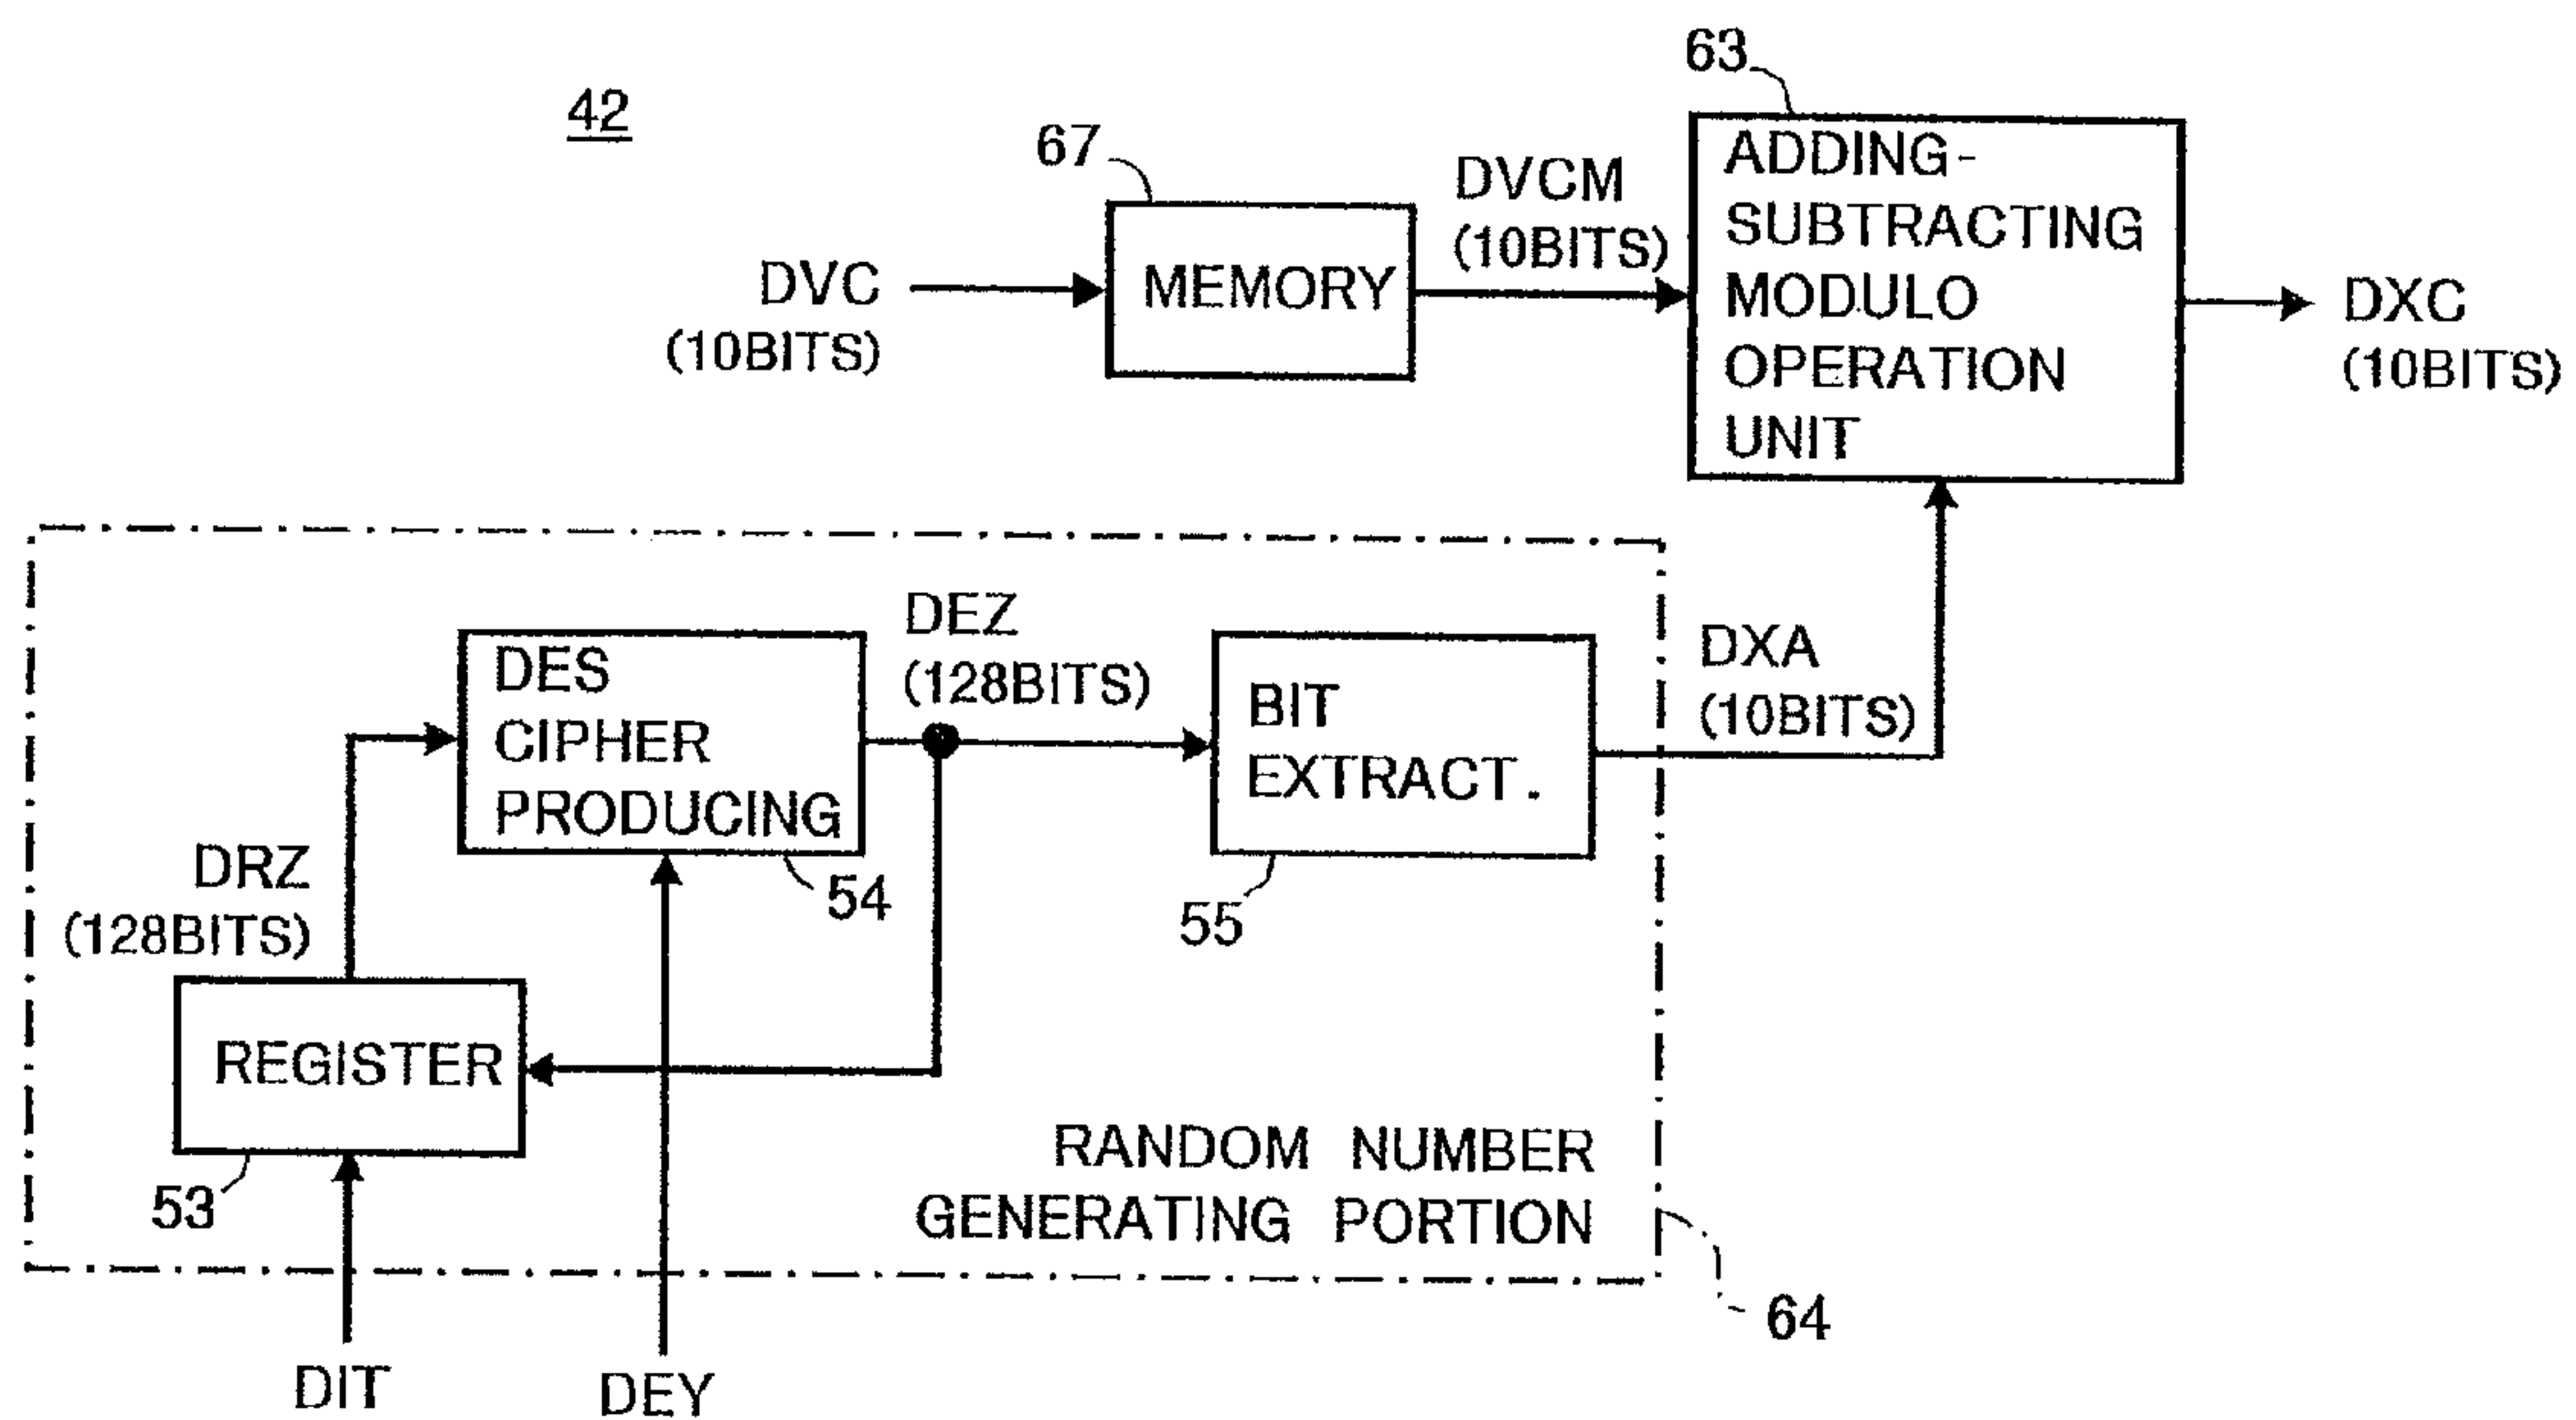 42
63
67
ADDING-
SUBTRACTING
MODULO
OPERATION
UNIT
DVCM
(10BITS)
MEMORY
DVC
(10BITS)
DXC
(10BITS)
DES
CIPHER
PRODUCING
DEZ
(128BITS)
BIT
EXTRACT.
DXA
(10BITS)
DRZ
(128BITS)
54
55
REGISTER
53
RANDOM NUMBER
GENERATING PORTION
64
DIT
DEY